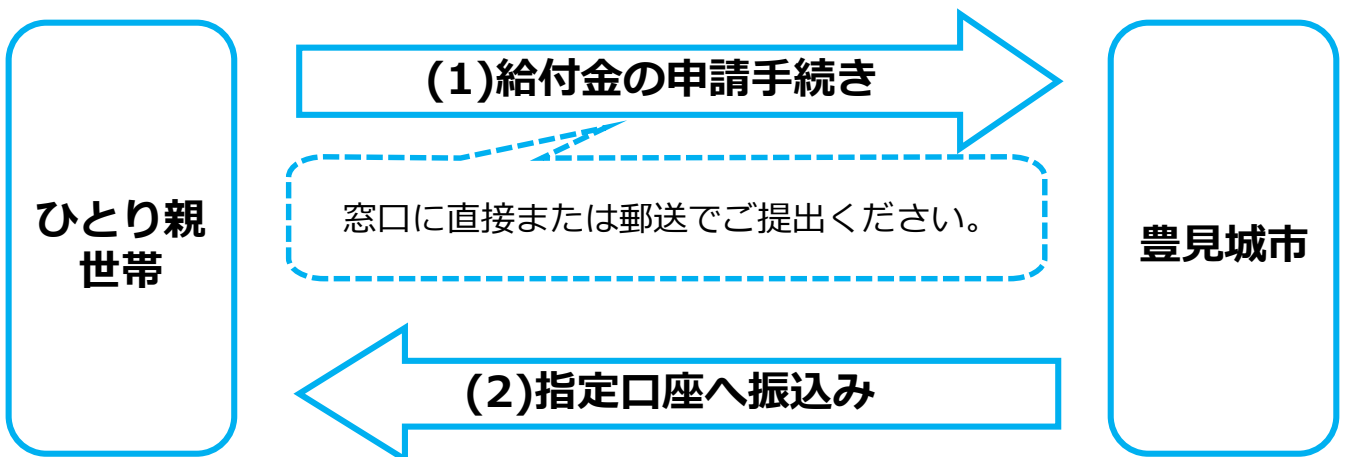 (1)給付金の申請手続き
ひとり親
世帯
窓口に直接または郵送でご提出ください。
豊見城市
(2)指定口座へ振込み